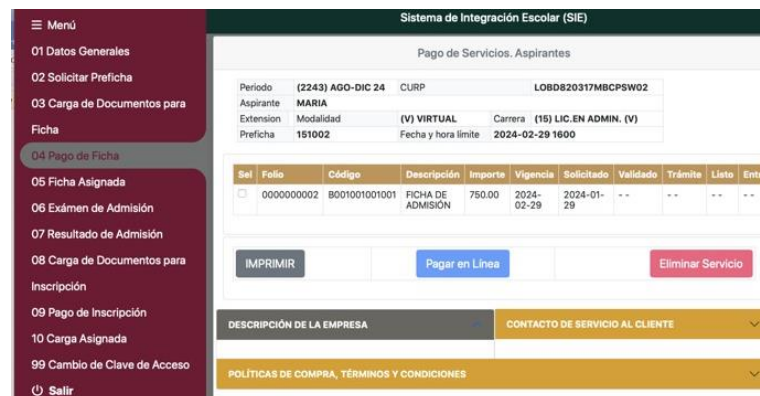 Sistema de Integración Escolar (SIE)
☰ Menú
01 Datos Generales
02 Solicitar Preficha
03 Carga de Documentos para
Ficha
04 Pago de Ficha
05 Ficha Asignada
06 Exámen de Admisión
07 Resultado de Admisión
08 Carga de Documentos para
Inscripción
09 Pago de Inscripción
10 Carga Asignada
99 Cambio de Clave de Acceso
Salir
Pago de Servicios. Aspirantes
Periodo (2243) AGO-DIC 24 CURP LOBD820317MBCPSW02
Aspirante MARIA
Extension Modalidad (V) VIRTUAL Carrera (15) LIC.EN ADMIN. (V)
Preficha 151002 Fecha y hora límite 2024-02-29 1600
Sel Folio Código Descripción Importe Vigencia Solicitado Validado Trámite Listo Entr
0000000002 B001001001001 FICHA DE 750.00 2024- 2024-01- - - - - - - - -
ADMISIÓN 02-29 29
IMPRIMIR Pagar en Línea Eliminar Servicio
DESCRIPCIÓN DE LA EMPRESA CONTACTO DE SERVICIO AL CLIENTE
POLÍTICAS DE COMPRA, TÉRMINOS Y CONDICIONES